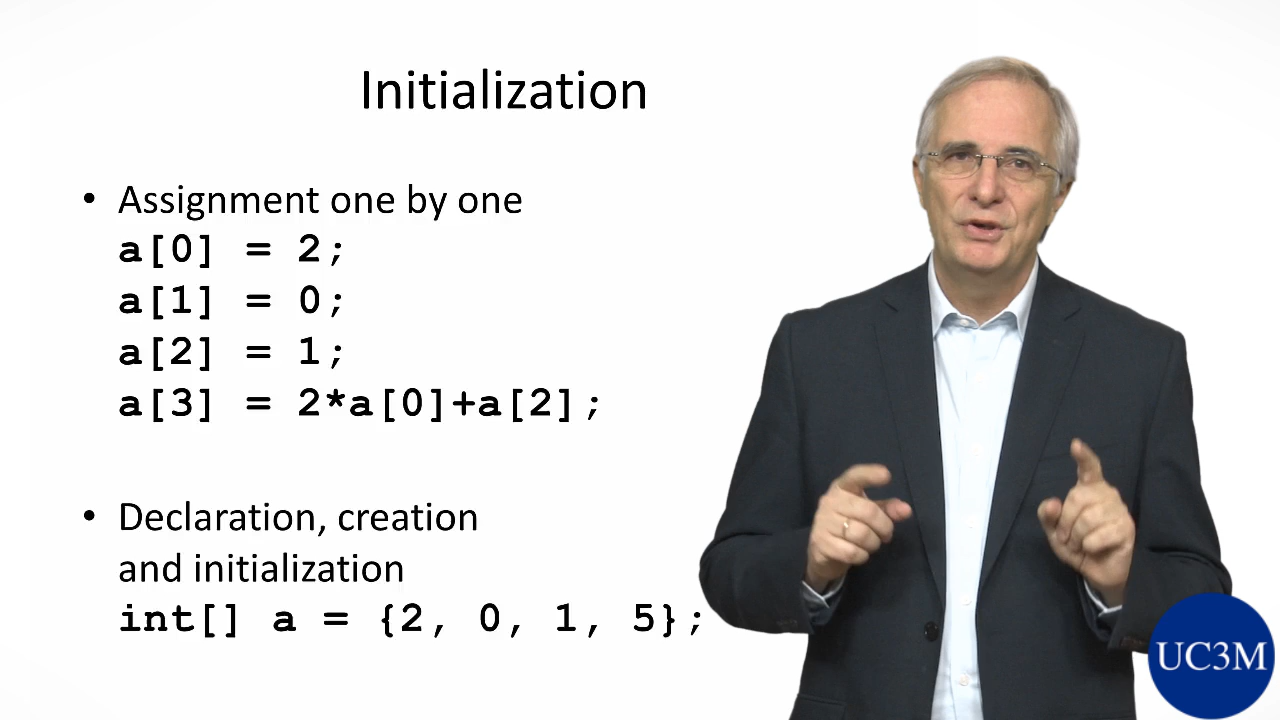 Initialization
• Assignment one by one
a[0] = 2;
a[1] = 0;
a[2] = 1;
a[3] = 2*a[0]+a[2];
• Declaration, creation
and initialization
int[] a = {2, 0, 1, 5};
UC3M